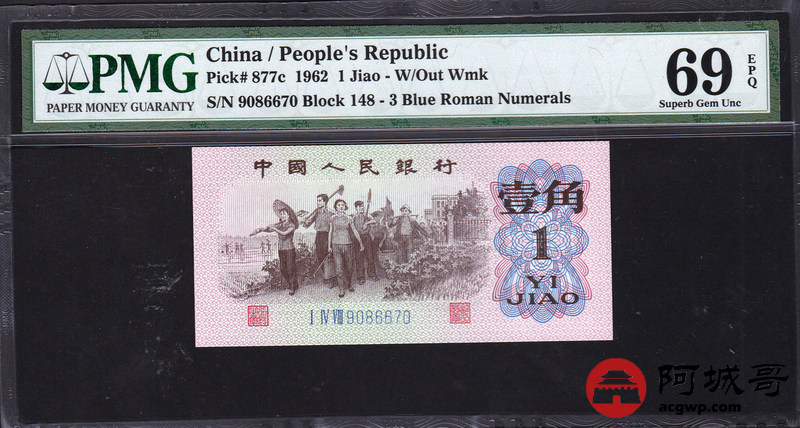 PMG
PAPER MONEY GUARANTY
China / People's Republic
Pick# 877c 1962 1 Jiao - W/Out Wmk
S/N 9086670 Block 148 - 3 Blue Roman Numerals
69 EPQ
Superb Gem Unc
中國人民銀行
壹角
1
YI
JIAO
I IV VIII 9086670
阿城哥
acgwp.com